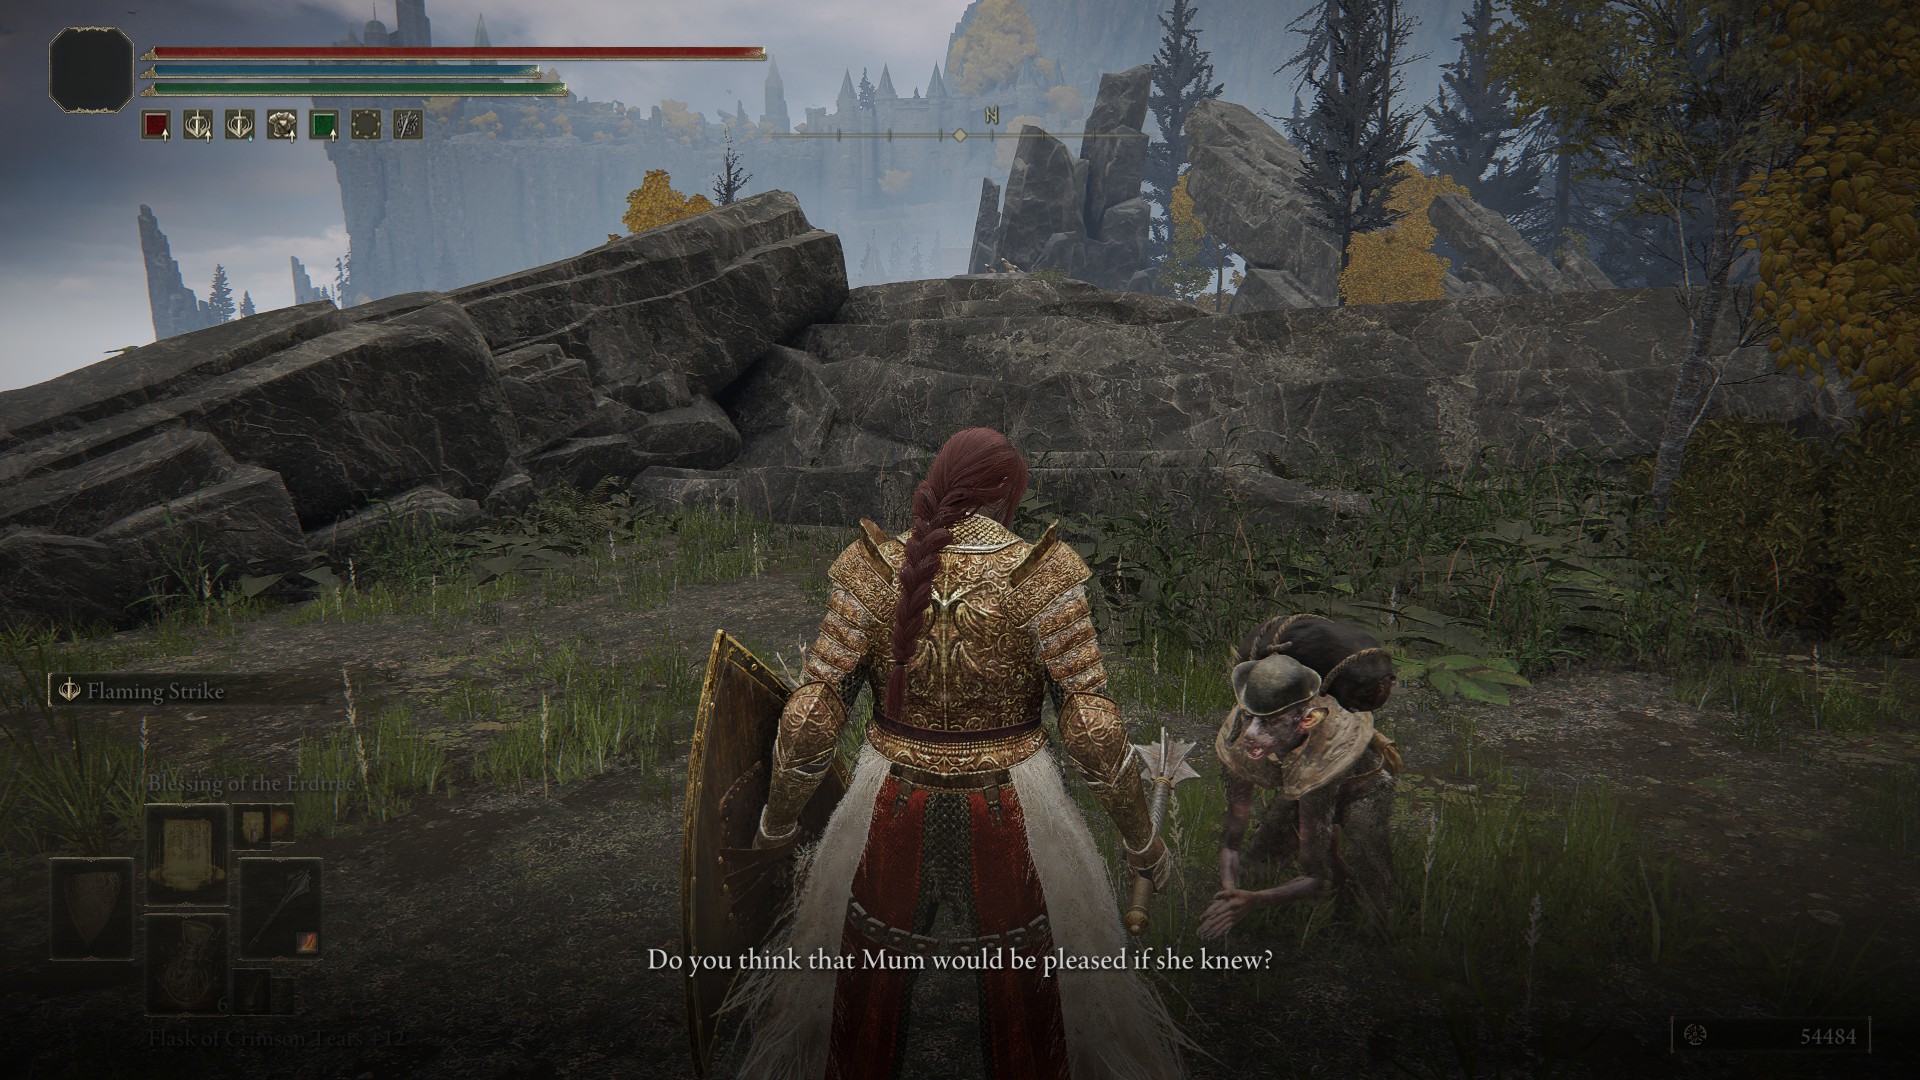 N
Flaming Strike
Blessing of the Erdtree
6
Flask of Crimson Tears +12
Do you think that Mum would be pleased if she knew?
54484